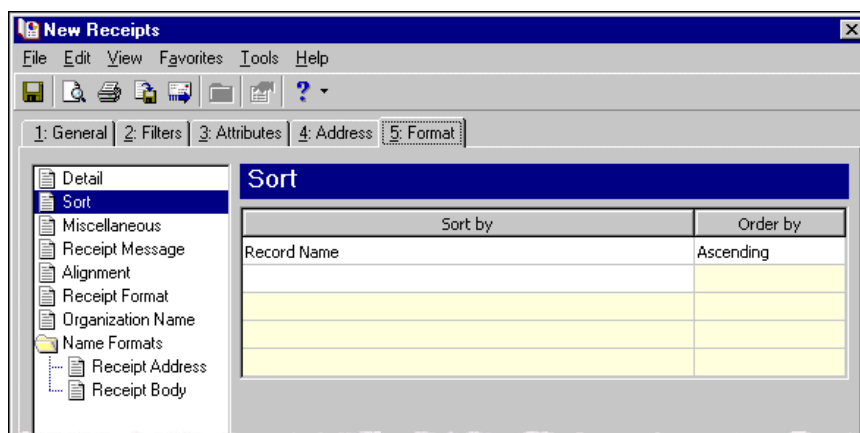 New Receipts
File Edit View Favorites Tools Help
?
1: General 2: Filters 3: Attributes 4: Address 5: Format
Detail
Sort
Miscellaneous
Receipt Message
Alignment
Receipt Format
Organization Name
Name Formats
Receipt Address
Receipt Body
Sort
Sort by Order by
Record Name Ascending